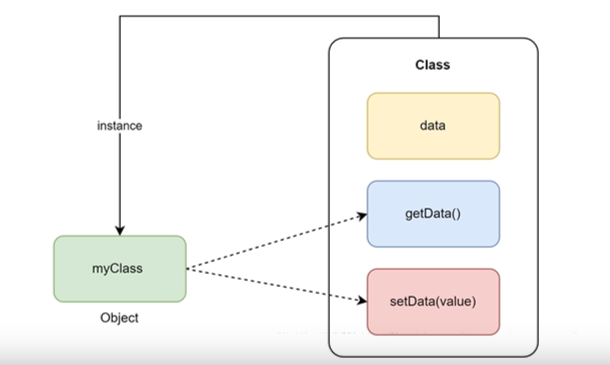 Class
data
instance
getData()
myClass
setData(value)
Object